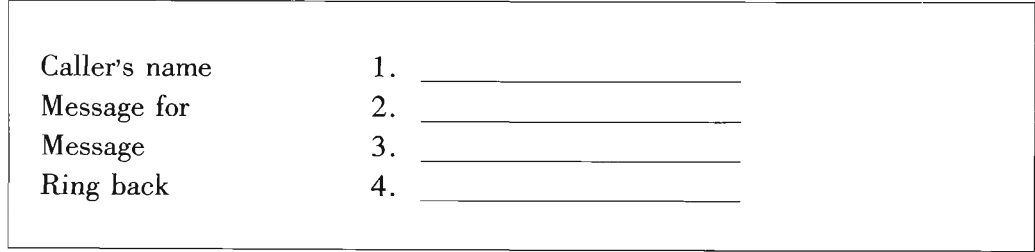 Caller's name 1. 
Message for 2. 
Message 3. 
Ring back 4.